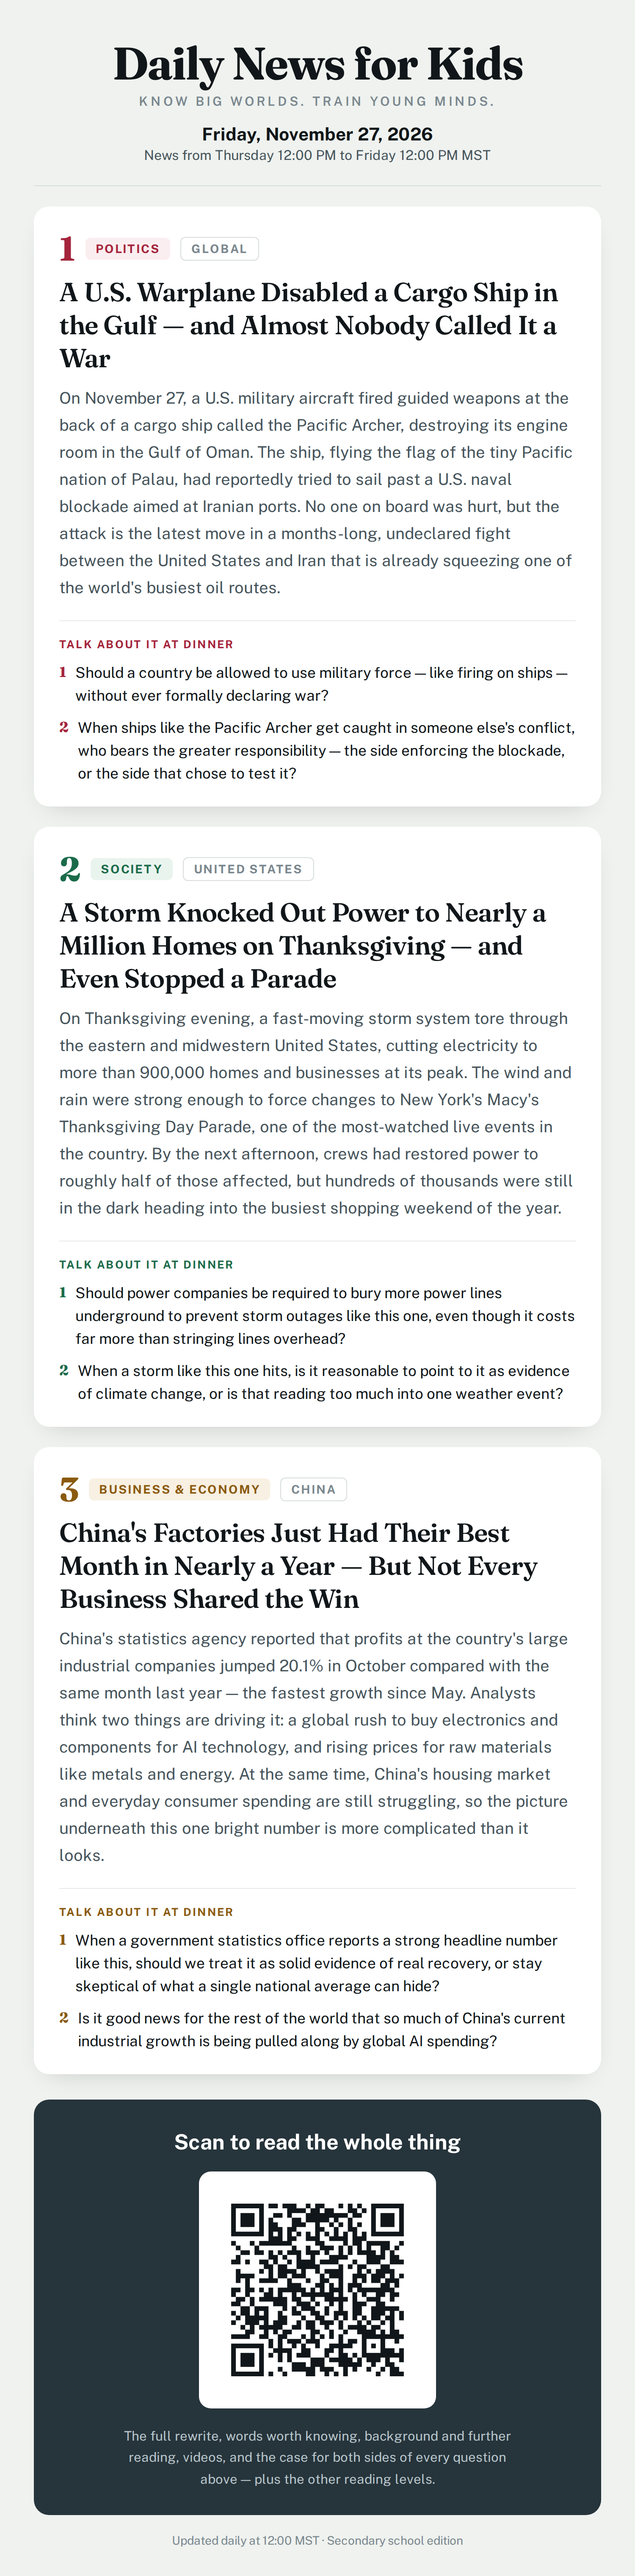 Daily News for Kids
KNOW BIG WORLDS. TRAIN YOUNG MINDS.
Friday, November 27, 2026
News from Thursday 12:00 PM to Friday 12:00 PM MST
1 POLITICS GLOBAL
A U.S. Warplane Disabled a Cargo Ship in
the Gulf — and Almost Nobody Called It a
War
On November 27, a U.S. military aircraft fired guided weapons at the
back of a cargo ship called the Pacific Archer, destroying its engine
room in the Gulf of Oman. The ship, flying the flag of the tiny Pacific
nation of Palau, had reportedly tried to sail past a U.S. naval
blockade aimed at Iranian ports. No one on board was hurt, but the
attack is the latest move in a months-long, undeclared fight
between the United States and Iran that is already squeezing one of
the world's busiest oil routes.
TALK ABOUT IT AT DINNER
1 Should a country be allowed to use military force — like firing on ships —
without ever formally declaring war?
2 When ships like the Pacific Archer get caught in someone else's conflict,
who bears the greater responsibility — the side enforcing the blockade,
or the side that chose to test it?
2 SOCIETY UNITED STATES
A Storm Knocked Out Power to Nearly a
Million Homes on Thanksgiving — and
Even Stopped a Parade
On Thanksgiving evening, a fast-moving storm system tore through
the eastern and midwestern United States, cutting electricity to
more than 900,000 homes and businesses at its peak. The wind and
rain were strong enough to force changes to New York's Macy's
Thanksgiving Day Parade, one of the most-watched live events in
the country. By the next afternoon, crews had restored power to
roughly half of those affected, but hundreds of thousands were still
in the dark heading into the busiest shopping weekend of the year.
TALK ABOUT IT AT DINNER
1 Should power companies be required to bury more power lines
underground to prevent storm outages like this one, even though it costs
far more than stringing lines overhead?
2 When a storm like this one hits, is it reasonable to point to it as evidence
of climate change, or is that reading too much into one weather event?
3 BUSINESS & ECONOMY CHINA
China's Factories Just Had Their Best
Month in Nearly a Year — But Not Every
Business Shared the Win
China's statistics agency reported that profits at the country's large
industrial companies jumped 20.1% in October compared with the
same month last year — the fastest growth since May. Analysts
think two things are driving it: a global rush to buy electronics and
components for AI technology, and rising prices for raw materials
like metals and energy. At the same time, China's housing market
and everyday consumer spending are still struggling, so the picture
underneath this one bright number is more complicated than it
looks.
TALK ABOUT IT AT DINNER
1 When a government statistics office reports a strong headline number
like this, should we treat it as solid evidence of real recovery, or stay
skeptical of what a single national average can hide?
2 Is it good news for the rest of the world that so much of China's current
industrial growth is being pulled along by global AI spending?
Scan to read the whole thing
The full rewrite, words worth knowing, background and further
reading, videos, and the case for both sides of every question
above — plus the other reading levels.
Updated daily at 12:00 MST · Secondary school edition